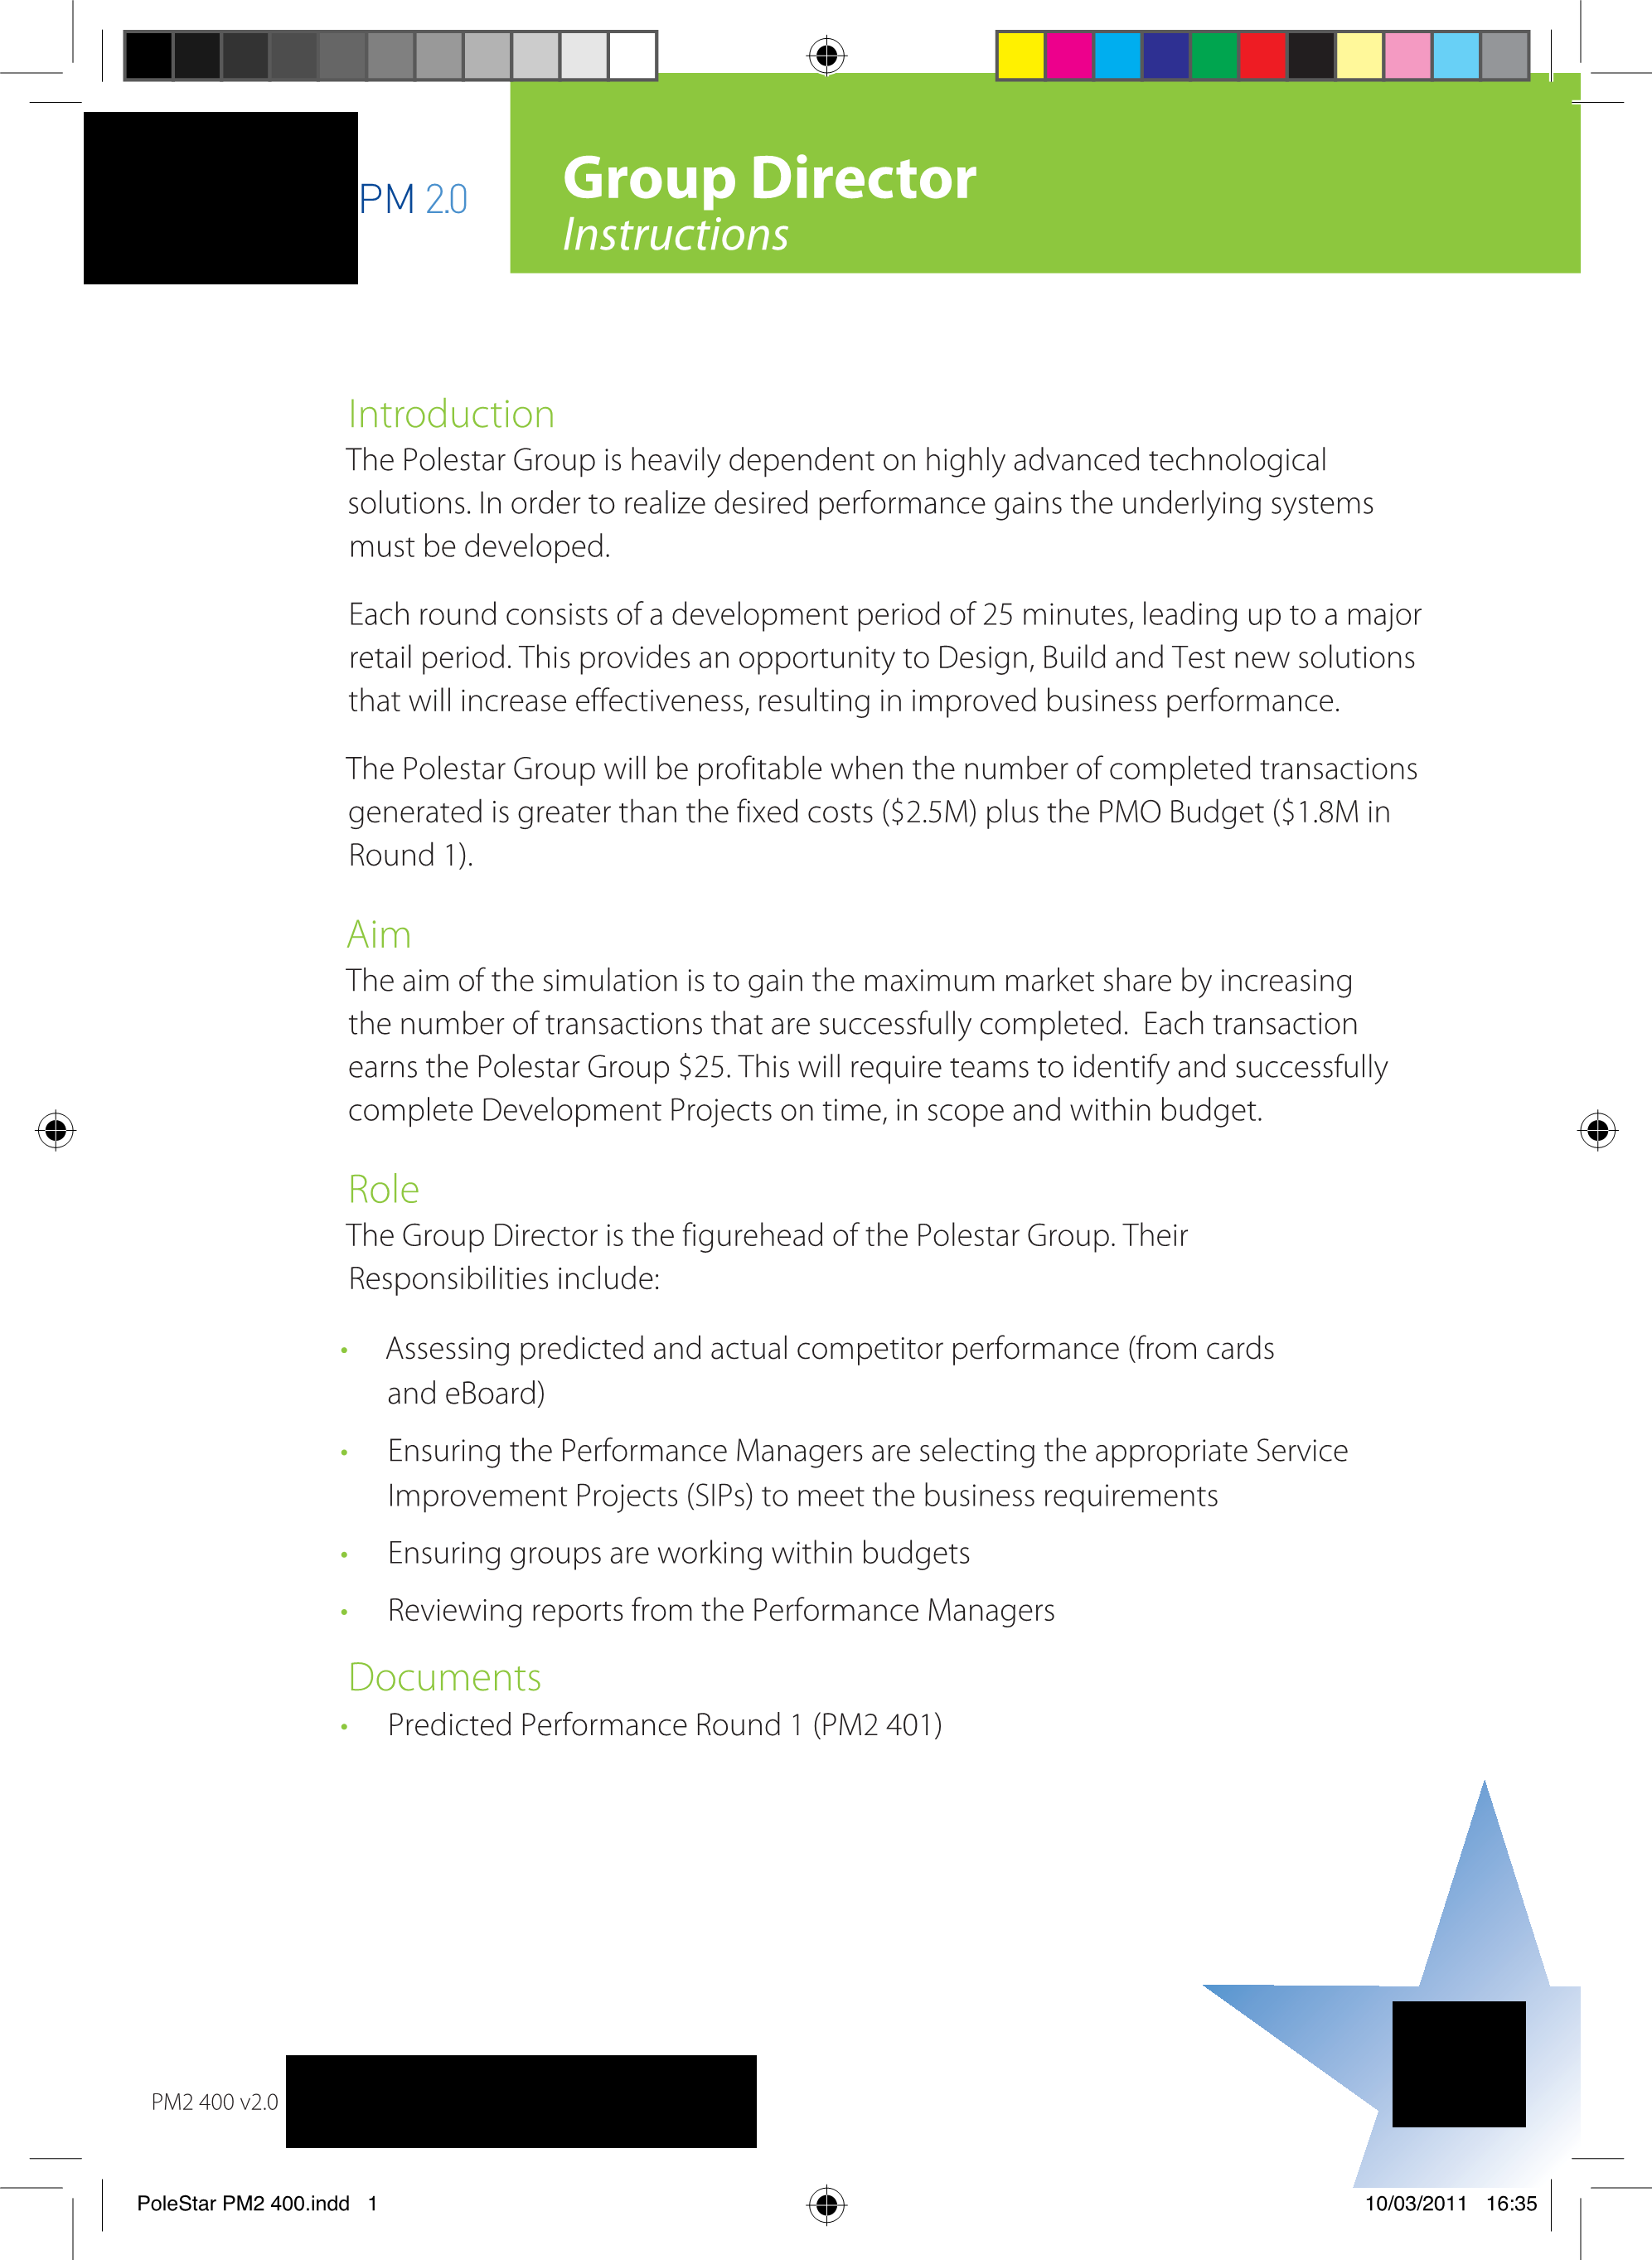 PM 2.0
Group Director
Instructions
Introduction
The Polestar Group is heavily dependent on highly advanced technological
solutions. In order to realize desired performance gains the underlying systems
must be developed.
Each round consists of a development period of 25 minutes, leading up to a major
retail period. This provides an opportunity to Design, Build and Test new solutions
that will increase effectiveness, resulting in improved business performance.
The Polestar Group will be profitable when the number of completed transactions
generated is greater than the fixed costs ($2.5M) plus the PMO Budget ($1.8M in
Round 1).
Aim
The aim of the simulation is to gain the maximum market share by increasing
the number of transactions that are successfully completed.  Each transaction
earns the Polestar Group $25. This will require teams to identify and successfully
complete Development Projects on time, in scope and within budget.
Role
The Group Director is the figurehead of the Polestar Group. Their
Responsibilities include:
• Assessing predicted and actual competitor performance (from cards
and eBoard)
• Ensuring the Performance Managers are selecting the appropriate Service
Improvement Projects (SIPs) to meet the business requirements
• Ensuring groups are working within budgets
• Reviewing reports from the Performance Managers
Documents
• Predicted Performance Round 1 (PM2 401)
PM2 400 v2.0
PoleStar PM2 400.indd   1
10/03/2011   16:35